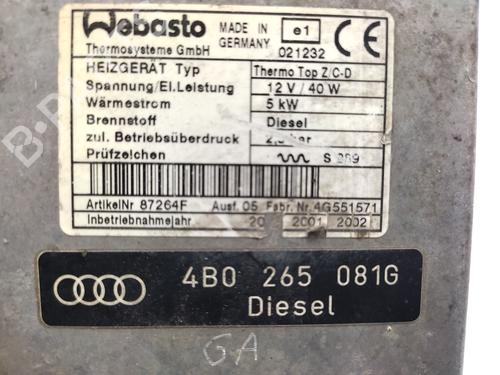 Webasto
Thermosysteme GmbH
MADE IN
GERMANY
e1
021232
HEIZGERÄT Typ
Thermo Top Z/C-D
Spannung/El.Leistung
12 V / 40 W
Wärmestrom
5 kW
Brennstoff
Diesel
zul. Betriebsüberdruck
bar
Prüfzeichen
S 289
ArtikelNr 87264F
Ausf. 05
Fabr. Nr. 4G551571
Inbetriebnahmejahr
20
2001
2002
4B0 265 081G
Diesel
GA